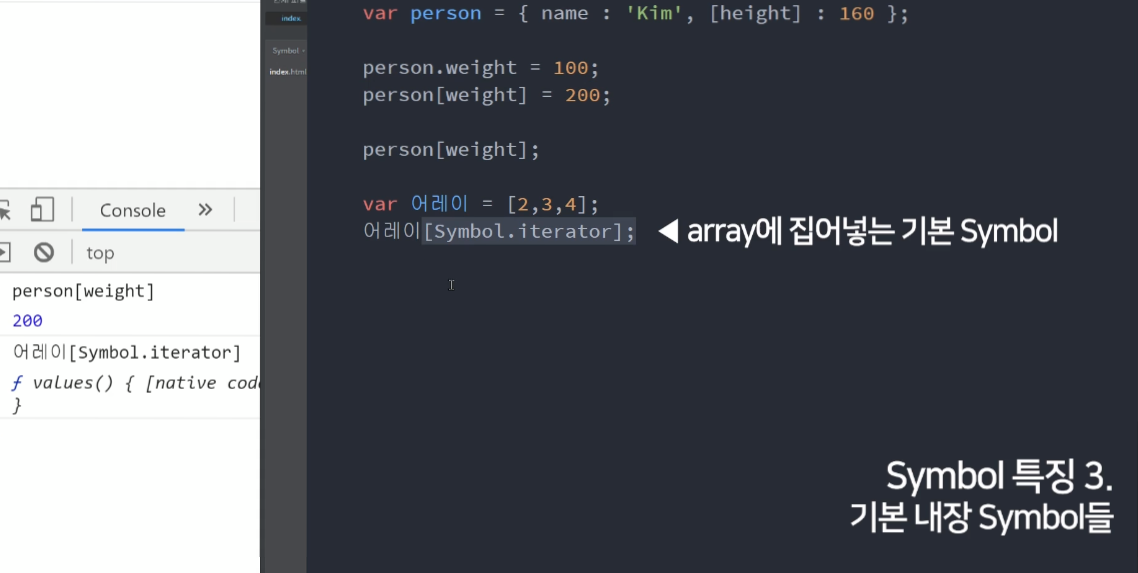 index
Symbol
index.html
var person = { name : 'Kim', [height] : 160 };
person.weight = 100;
person[weight] = 200;
person[weight];
var 어레이 = [2,3,4];
어레이[Symbol.iterator];
◀ array에 집어넣는 기본 Symbol
Console »
top
person[weight]
200
어레이[Symbol.iterator]
ƒ values() { [native cod
}
Symbol 특징 3.
기본 내장 Symbol들